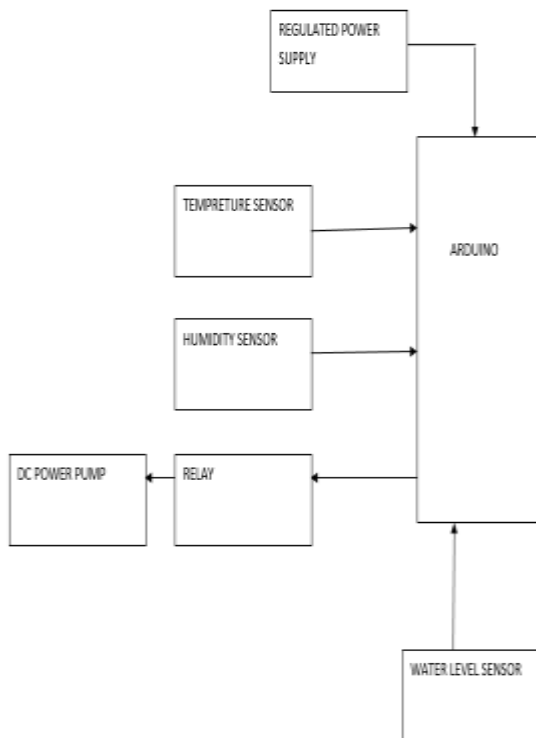 REGULATED POWER
SUPPLY
TEMPRETURE SENSOR
ARDUINO
HUMIDITY SENSOR
DC POWER PUMP
RELAY
WATER LEVEL SENSOR